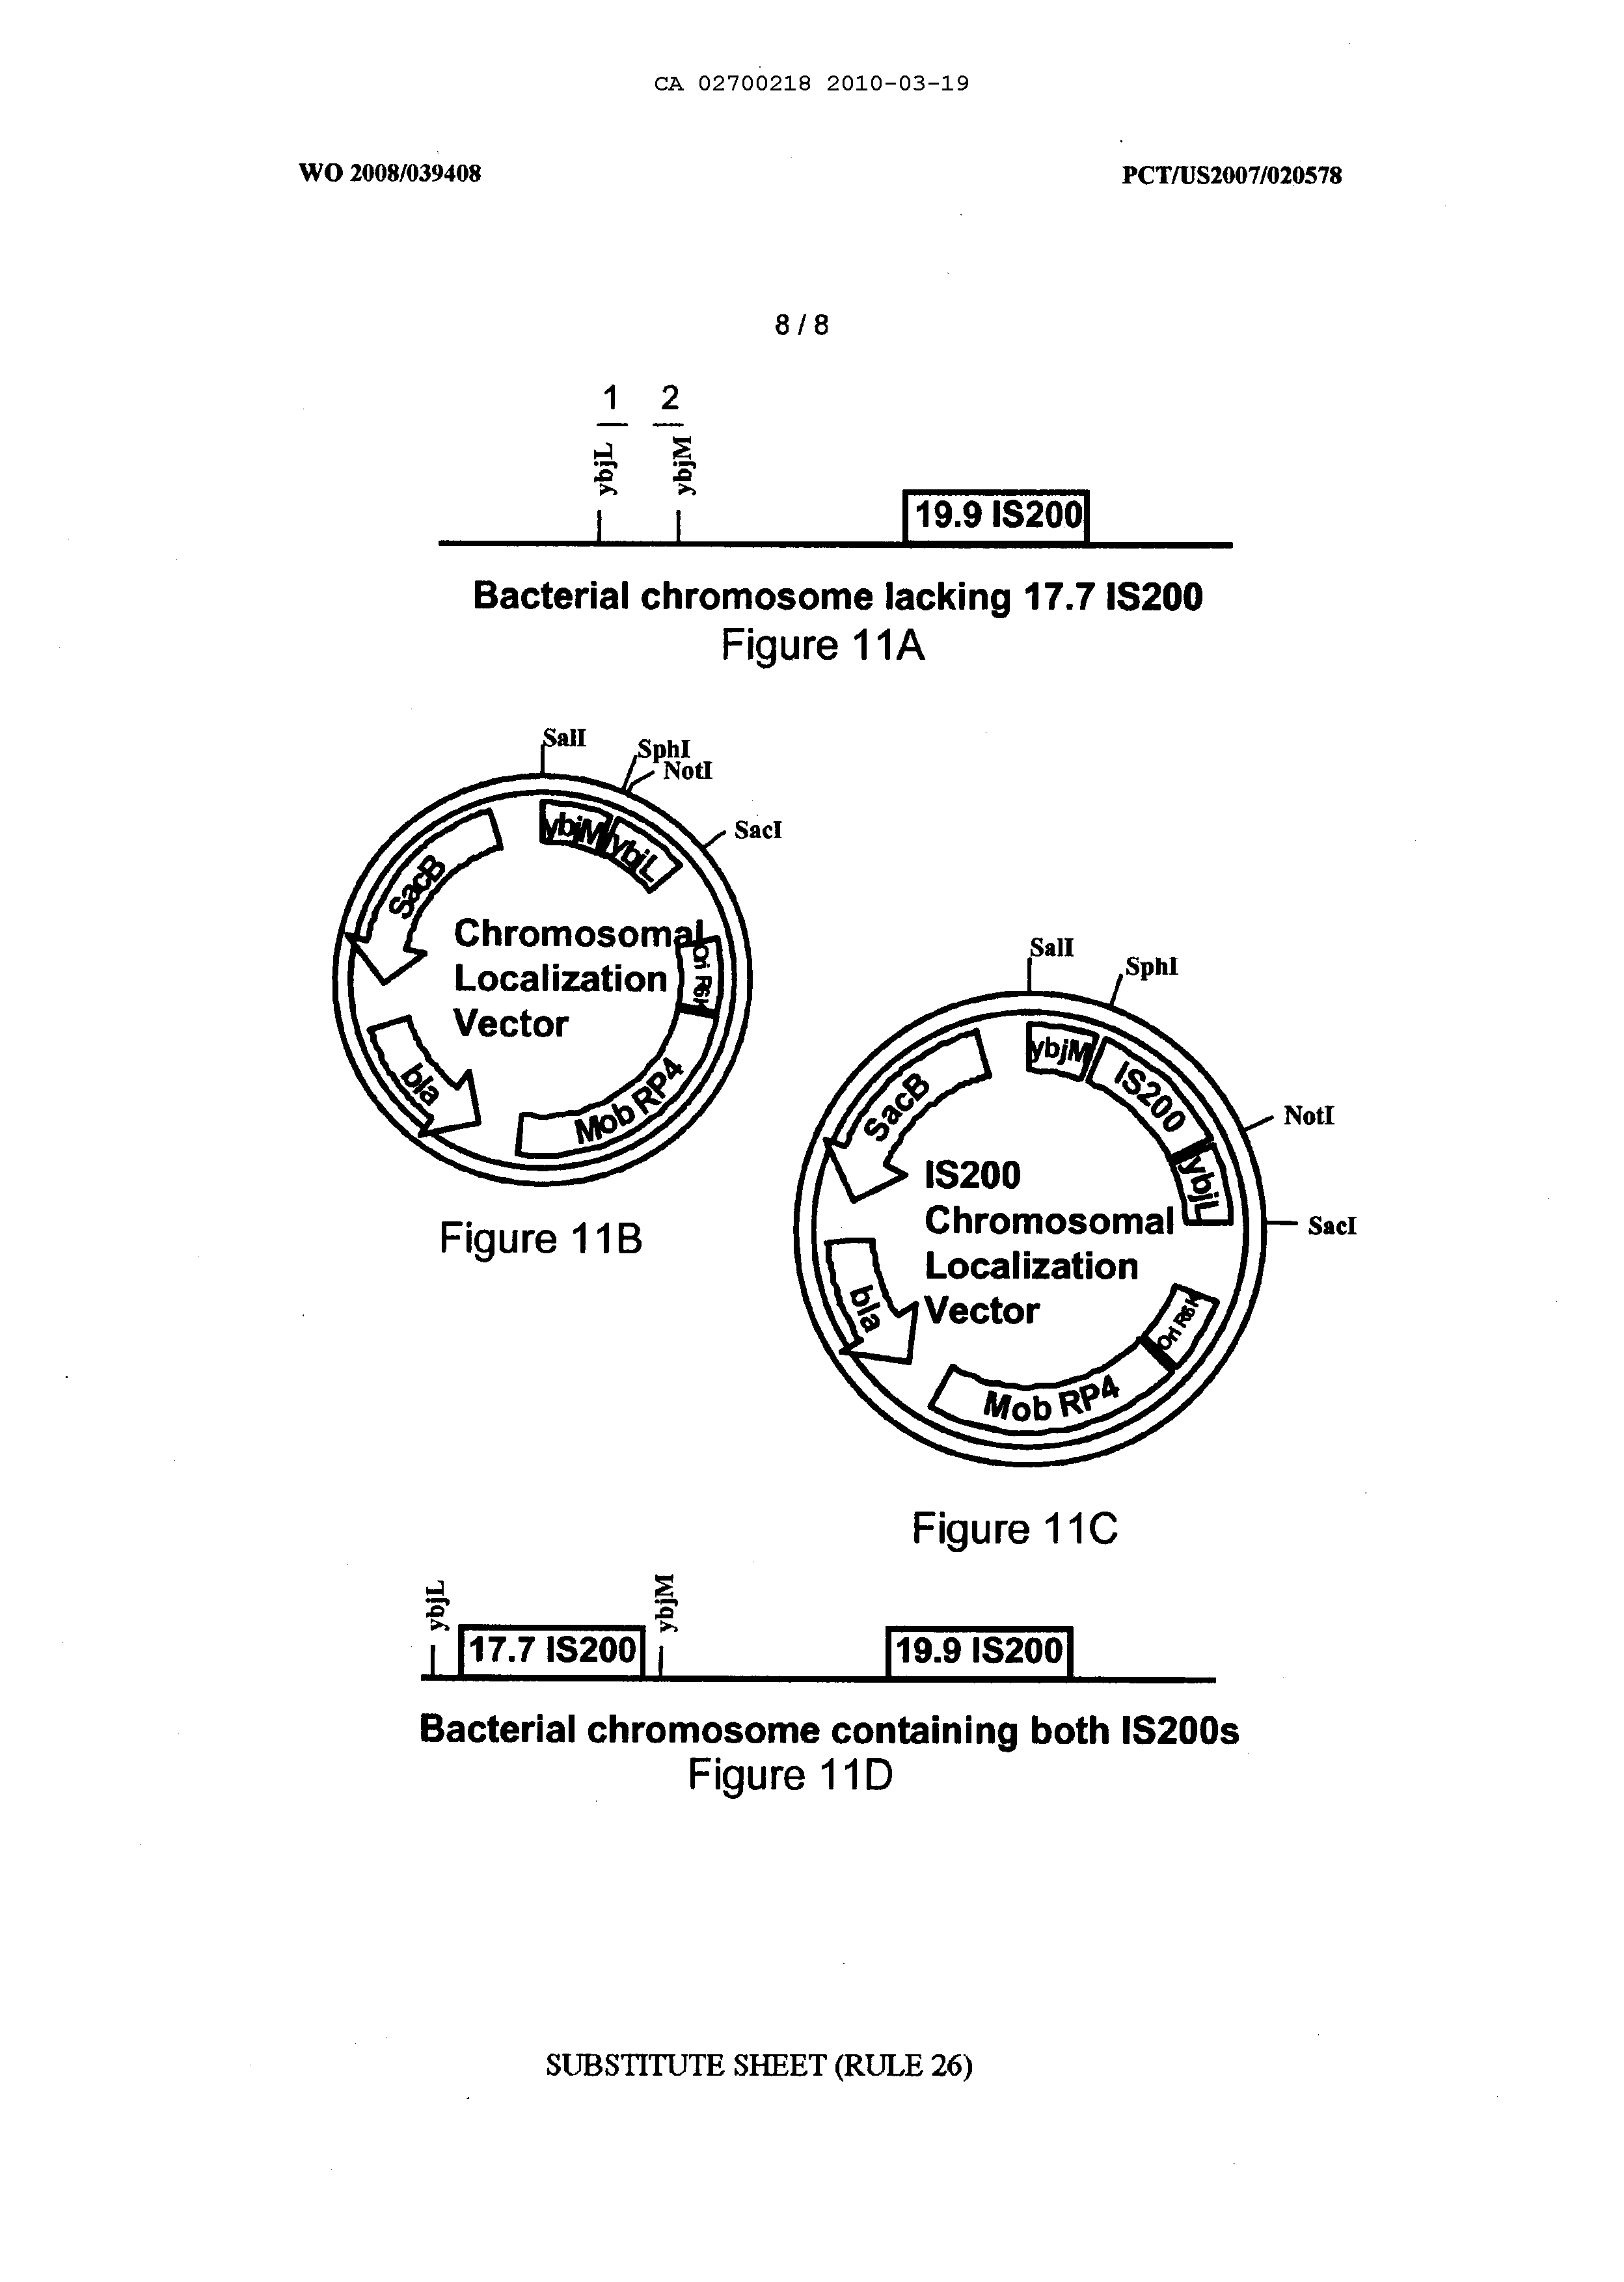 CA 02700218 2010-03-19
WO 2008/039408
PCT/US2007/020578
8 / 8
1 2
ybjL ybjM
19.9 IS200
Bacterial chromosome lacking 17.7 IS200
Figure 11A
SalI
SphI
NotI
SacI
ybjM
ybjL
SacB
Chromosomal
Localization
Vector
Ori R6K
bla
Mob RP4
Figure 11B
SalI
SphI
NotI
SacI
ybjM
IS200
ybjL
SacB
IS200
Chromosomal
Localization
Vector
bla
Ori R6K
Mob RP4
Figure 11C
ybjL ybjM
17.7 IS200 19.9 IS200
Bacterial chromosome containing both IS200s
Figure 11D
SUBSTITUTE SHEET (RULE 26)